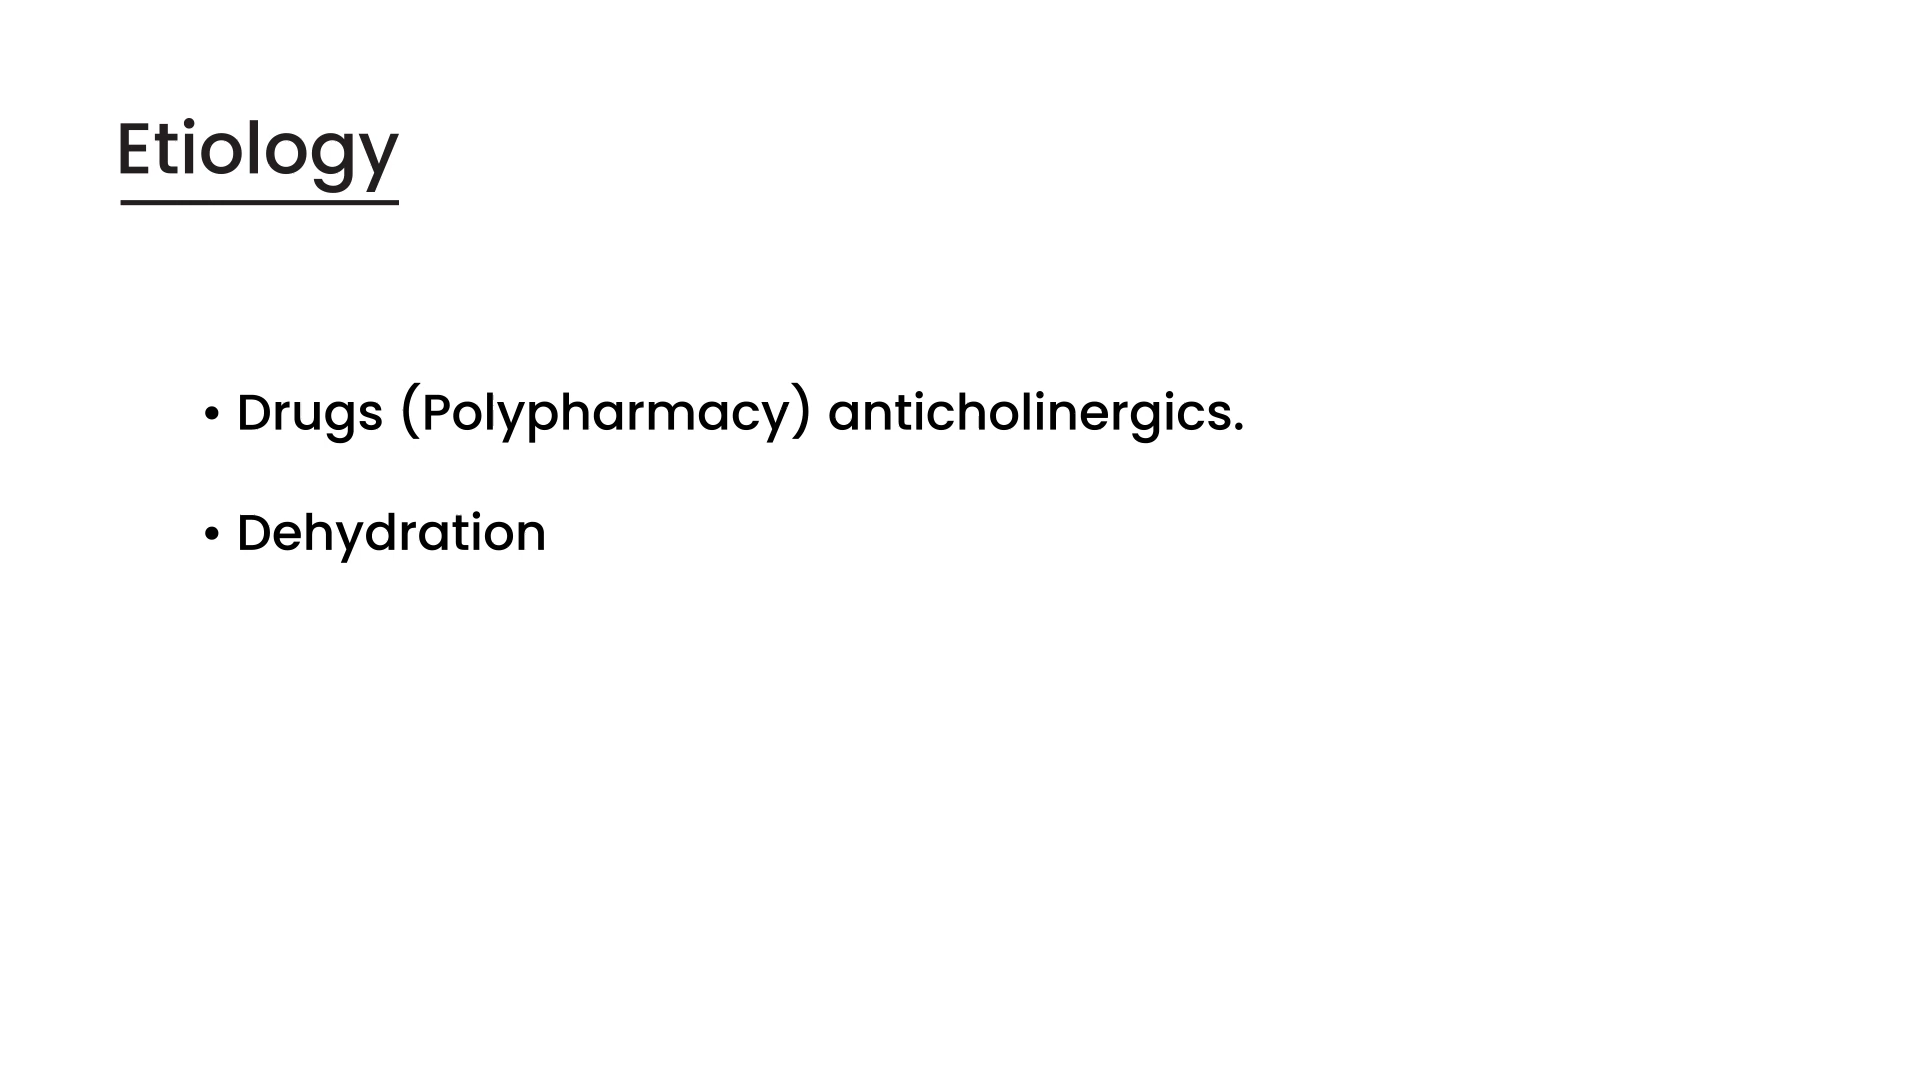 Etiology
• Drugs (Polypharmacy) anticholinergics.
• Dehydration